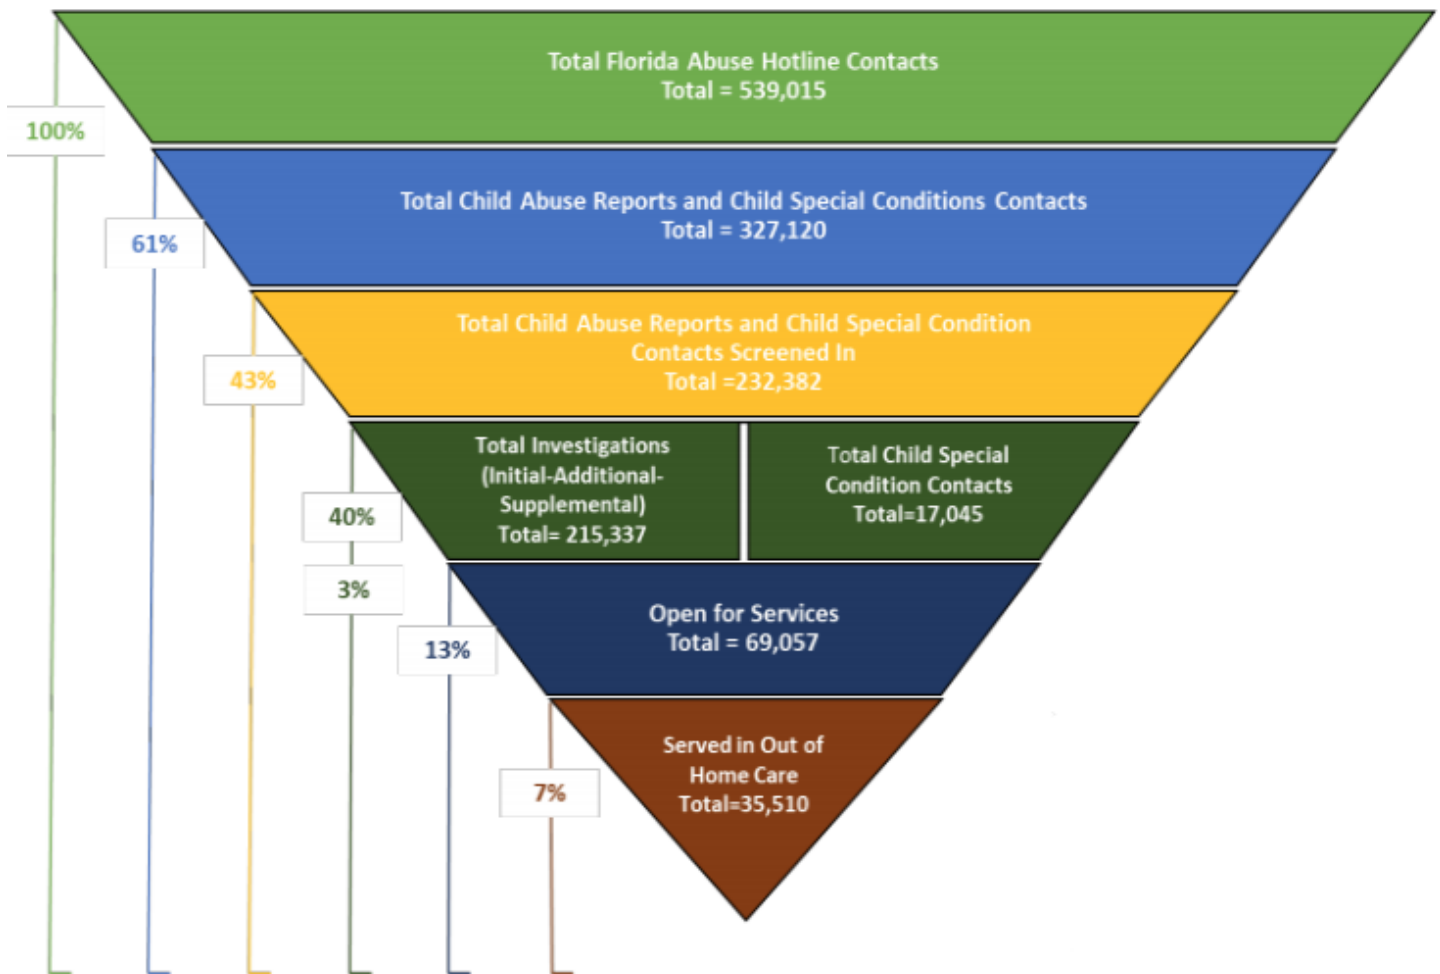 Total Florida Abuse Hotline Contacts
Total = 539,015
100%
Total Child Abuse Reports and Child Special Conditions Contacts
Total = 327,120
61%
Total Child Abuse Reports and Child Special Condition
Contacts Screened In
Total =232,382
43%
Total Investigations
(Initial-Additional-
Supplemental)
Total= 215,337
Total Child Special
Condition Contacts
Total=17,045
40%
3%
Open for Services
Total = 69,057
13%
Served in Out of
Home Care
Total=35,510
7%